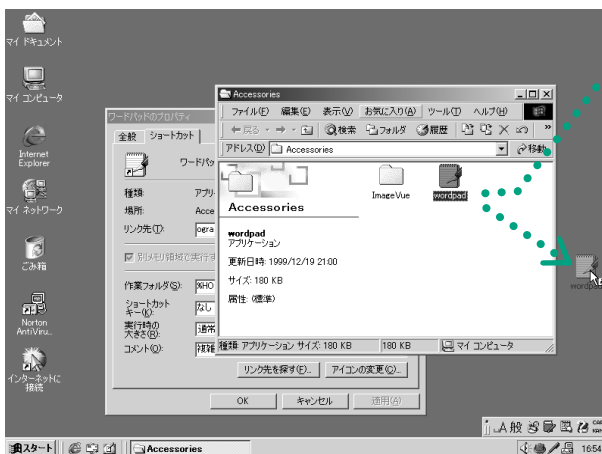 マイ ドキュメント
マイ コンピュータ
Internet
Explorer
マイ ネットワーク
ごみ箱
Norton
AntiViru...
インターネットに
接続
ワードパッドのプロパティ
全般 ショートカット
種類:
場所:
リンク先(T):
別メモリ領域で実行す
作業フォルダ(S):
ショートカット
キー(K):
なし
実行時の
大きさ(R):
通常
コメント(O):
リンク先を探す(F)...
アイコンの変更(C)...
OK
キャンセル
適用(A)
Accessories
ファイル(F) 編集(E) 表示(V) お気に入り(A) ツール(T) ヘルプ(H)
戻る
検索 フォルダ 履歴
アドレス(D) Accessories
移動
Accessories
wordpad
アプリケーション
更新日時: 1999/12/19 21:00
サイズ: 180 KB
属性: (標準)
ImageVue
wordpad
種類: アプリケーション サイズ: 180 KB
180 KB
マイ コンピュータ
wordpad
A 般
スタート
Accessories
16:54